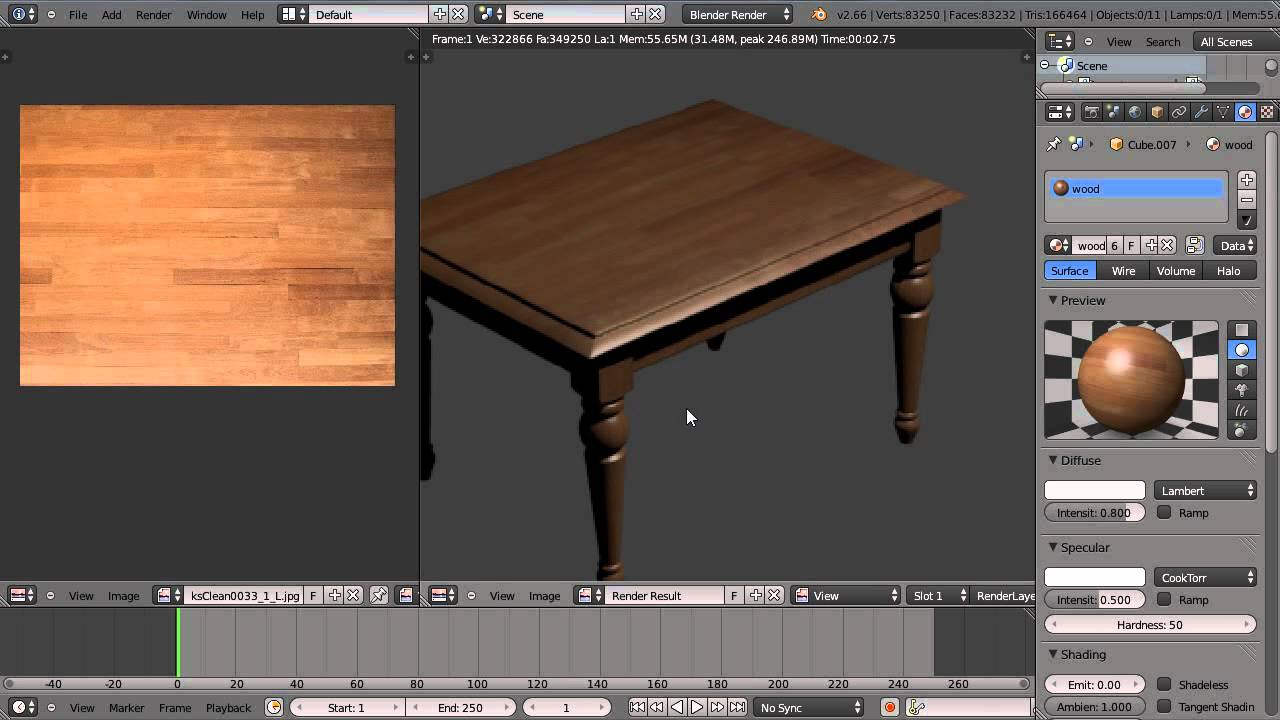 File Add Render Window Help Default Scene Blender Render v2.66 | Verts:83250 | Faces:83232 | Tris:166464 | Objects:0/11 | Lamps:0/1 | Mem:55.
Frame:1 Ve:322866 Fa:349250 La:1 Mem:55.65M (31.48M, peak 246.89M) Time:00:02.75
View Search All Scenes
Scene
Cube.007 wood
wood
wood 6 F Data
Surface Wire Volume Halo
Preview
Diffuse
Lambert
Intensit: 0.800 Ramp
Specular
CookTorr
Intensit: 0.500 Ramp
Hardness: 50
Shading
Emit: 0.00 Shadeless
Ambien: 1.000 Tangent Shadin
View Image ksClean0033_1_L.jpg F
View Image Render Result F View Slot 1 RenderLaye
-40 -20 0 20 40 60 80 100 120 140 160 180 200 220 240 260
View Marker Frame Playback Start: 1 End: 250 1 No Sync